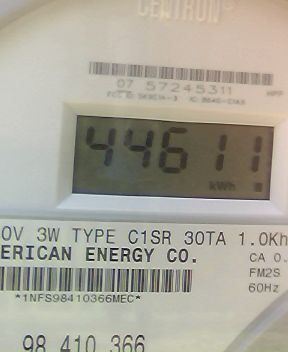 CENTRON®
07 57245311
44611
kWh
0V 3W TYPE C1SR 30TA 1.0Kh
ERICAN ENERGY CO.
CA 0.
FM2S
60Hz
*1NFS98410366MEC*
98 410 366